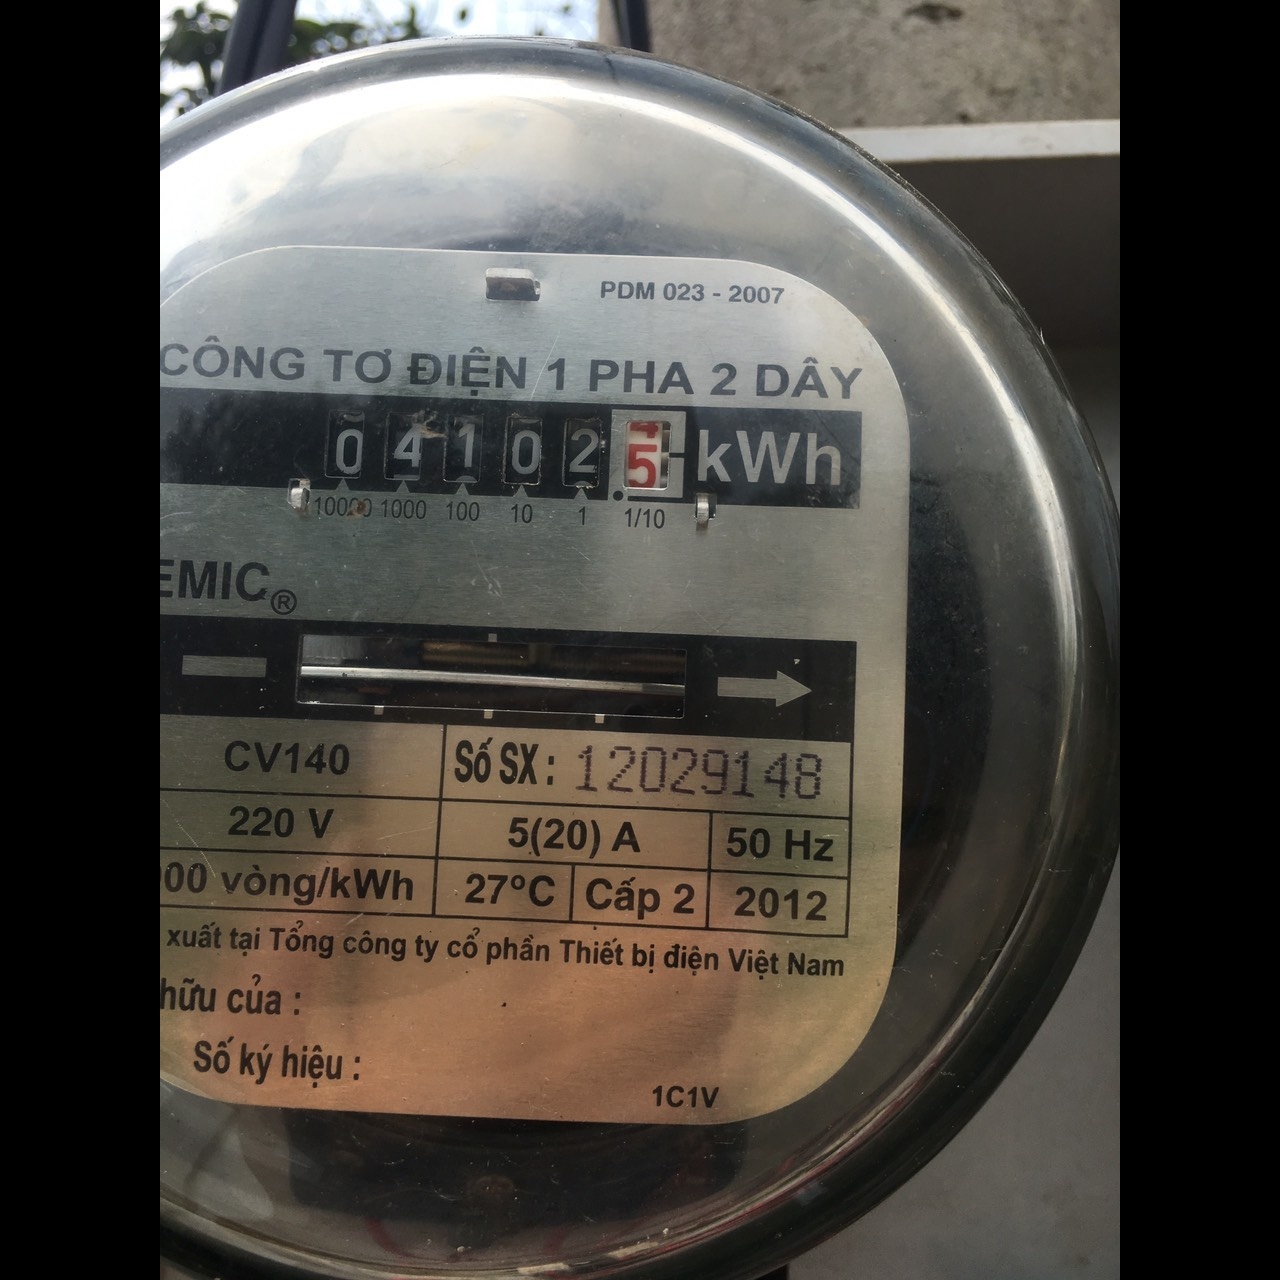 PDM 023 - 2007
CÔNG TƠ ĐIỆN 1 PHA 2 DÂY
0 4 1 0 2 5 kWh
10000 1000 100 10 1 1/10
EMIC®
CV140 Số SX : 12029148
220 V 5(20) A 50 Hz
00 vòng/kWh 27°C Cấp 2 2012
xuất tại Tổng công ty cổ phần Thiết bị điện Việt Nam
hữu của :
Số ký hiệu :
1C1V